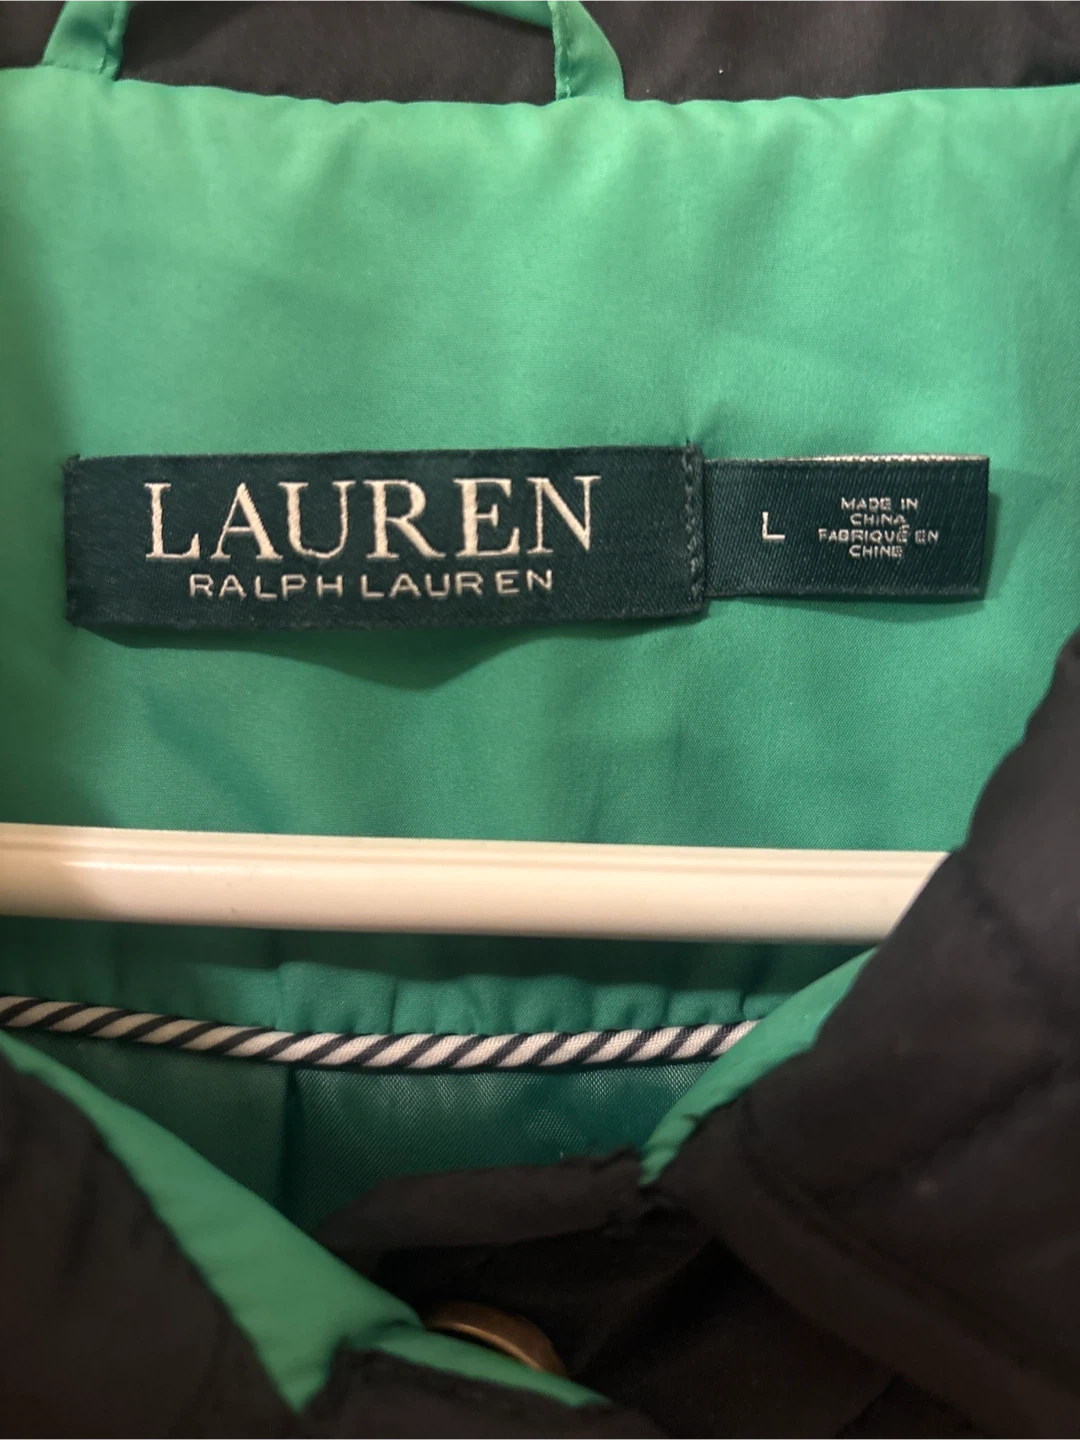 LAUREN
RALPH LAUREN
L
MADE IN
CHINA
FABRIQUÉ EN
CHINE